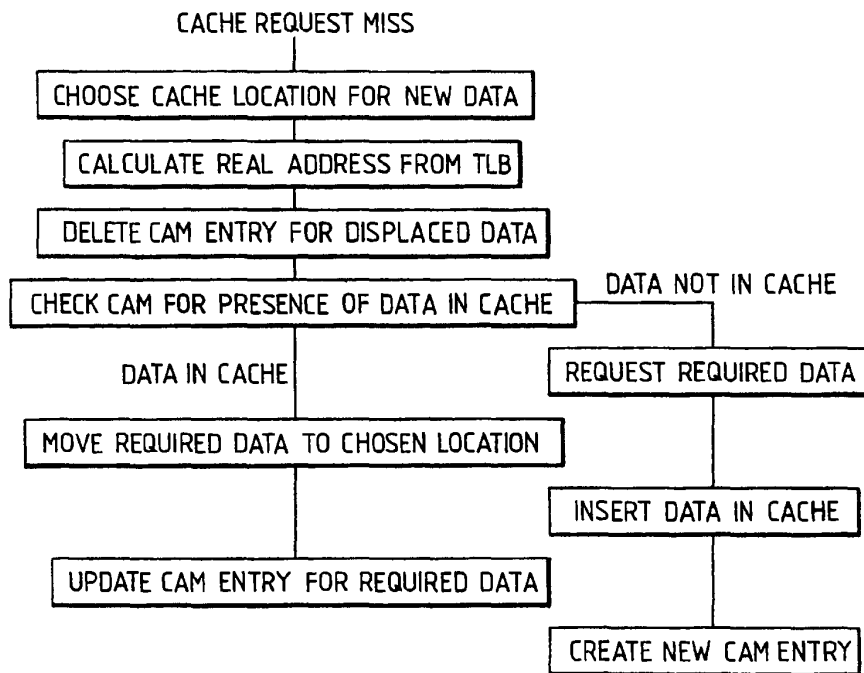 CACHE REQUEST MISS
CHOOSE CACHE LOCATION FOR NEW DATA
CALCULATE REAL ADDRESS FROM TLB
DELETE CAM ENTRY FOR DISPLACED DATA
CHECK CAM FOR PRESENCE OF DATA IN CACHE
DATA NOT IN CACHE
DATA IN CACHE
REQUEST REQUIRED DATA
MOVE REQUIRED DATA TO CHOSEN LOCATION
INSERT DATA IN CACHE
UPDATE CAM ENTRY FOR REQUIRED DATA
CREATE NEW CAM ENTRY